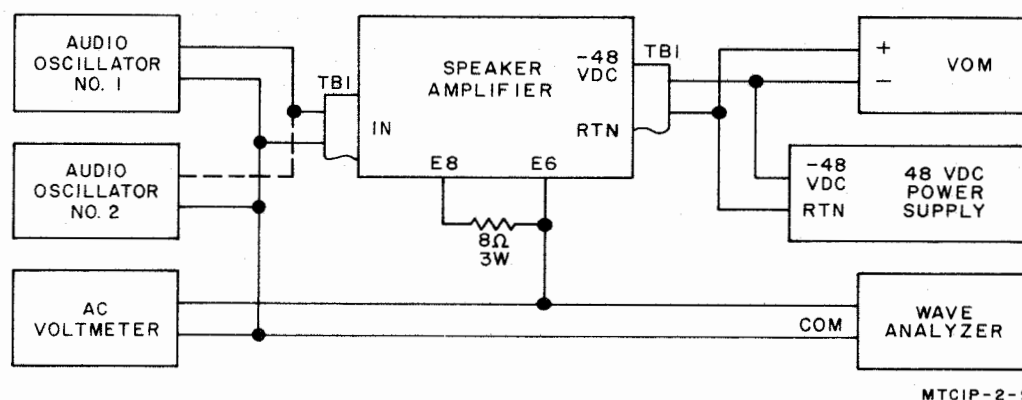 AUDIO
OSCILLATOR
NO. 1
AUDIO
OSCILLATOR
NO. 2
AC
VOLTMETER
TB1
IN
SPEAKER
AMPLIFIER
-48
VDC
RTN
E8
E6
8Ω
3W
TB1
+
−
VOM
-48
VDC
RTN
48 VDC
POWER
SUPPLY
COM
WAVE
ANALYZER